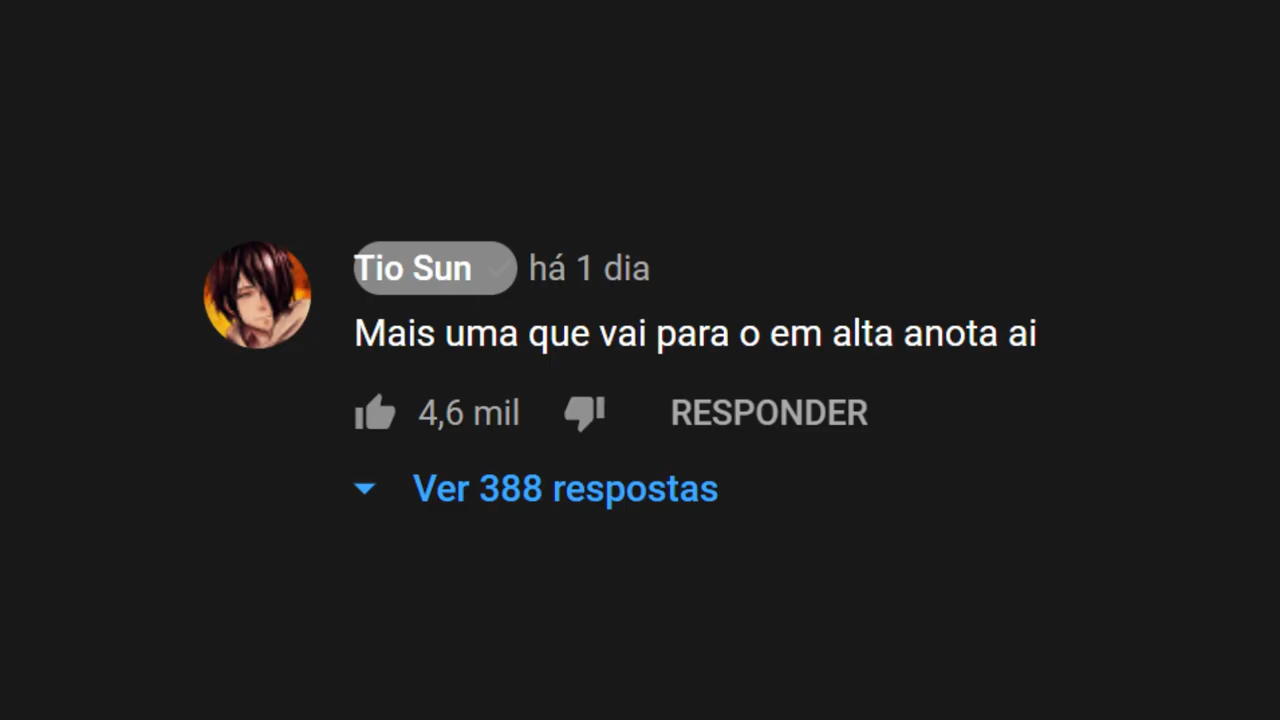 Tio Sun há 1 dia
Mais uma que vai para o em alta anota ai
4,6 mil RESPONDER
Ver 388 respostas